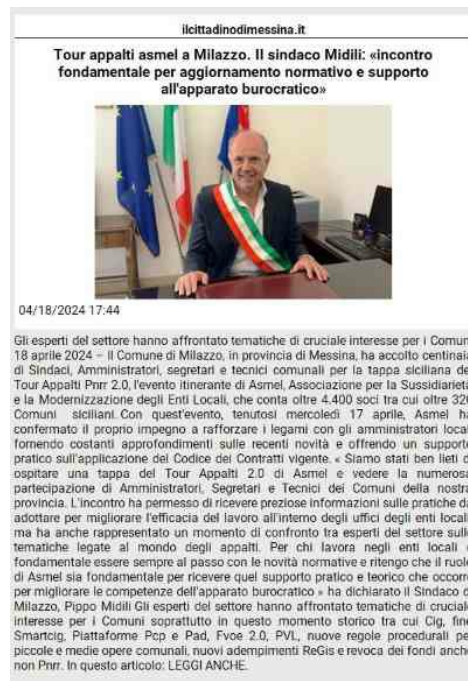 ilcittadinodimessina.it
Tour appalti asmel a Milazzo. Il sindaco Midili: «incontro
fondamentale per aggiornamento normativo e supporto
all'apparato burocratico»
04/18/2024 17:44
Gli esperti del settore hanno affrontato tematiche di cruciale interesse per i Comun
18 aprile 2024 – Il Comune di Milazzo, in provincia di Messina, ha accolto centinaia
di Sindaci, Amministratori, segretari e tecnici comunali per la tappa siciliana de
Tour Appalti Pnrr 2.0, l'evento itinerante di Asmel, Associazione per la Sussidiarietà
e la Modernizzazione degli Enti Locali, che conta oltre 4.400 soci tra cui oltre 320
Comuni siciliani. Con quest'evento, tenutosi mercoledì 17 aprile, Asmel ha
confermato il proprio impegno a rafforzare i legami con gli amministratori local
fornendo costanti approfondimenti sulle recenti novità e offrendo un supporto
pratico sull'applicazione del Codice dei Contratti vigente. « Siamo stati ben lieti d
ospitare una tappa del Tour Appalti 2.0 di Asmel e vedere la numerosa
partecipazione di Amministratori, Segretari e Tecnici dei Comuni della nostra
provincia. L'incontro ha permesso di ricevere preziose informazioni sulle pratiche da
adottare per migliorare l'efficacia del lavoro all'interno degli uffici degli enti local
ma ha anche rappresentato un momento di confronto tra esperti del settore sulle
tematiche legate al mondo degli appalti. Per chi lavora negli enti locali è
fondamentale essere sempre al passo con le novità normative e ritengo che il ruolo
di Asmel sia fondamentale per ricevere quel supporto pratico e teorico che occorre
per migliorare le competenze dell'apparato burocratico » ha dichiarato il Sindaco d
Milazzo, Pippo Midili Gli esperti del settore hanno affrontato tematiche di cruciale
interesse per i Comuni soprattutto in questo momento storico tra cui Cig, fine
Smartcig, Piattaforme Pcp e Pad, Fvoe 2.0, PVL, nuove regole procedurali per
piccole e medie opere comunali, nuovi adempimenti ReGis e revoca dei fondi anche
non Pnrr. In questo articolo: LEGGI ANCHE.